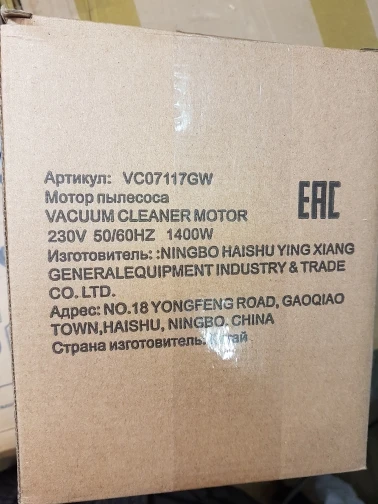 Артикул: VC07117GW
Мотор пылесоса
VACUUM CLEANER MOTOR
230V 50/60HZ 1400W
EAC
Изготовитель: :NINGBO HAISHU YING XIANG
GENERALEQUIPMENT INDUSTRY & TRADE
CO. LTD.
Адрес: NO.18 YONGFENG ROAD, GAOQIAO
TOWN,HAISHU, NINGBO. CHINA
Страна изготовитель: